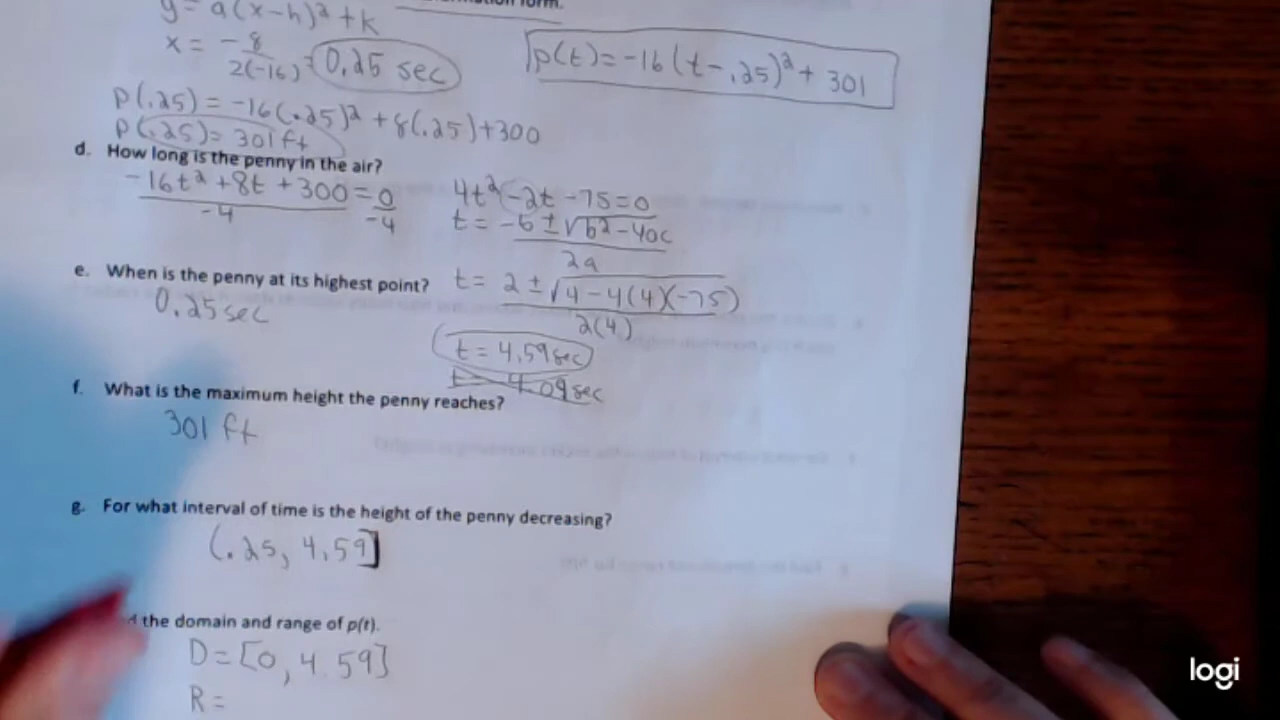 y = a(x-h)² + k
form.
x = -8 / 2(-16) = 0.25 sec
p(t) = -16(t-.25)² + 301
p(.25) = -16(.25)² + 8(.25)+300
p(.25) = 301 ft
d. How long is the penny in the air?
-16t² +8t +300 = 0
-4 -4
4t² -2t -75=0
t = -b ± √b²-4ac
2a
e. When is the penny at its highest point?
0.25 sec
t = 2 ± √4-4(4)(-75)
2(4)
t = 4.59 sec
t = -4.09 sec
f. What is the maximum height the penny reaches?
301 ft
g. For what interval of time is the height of the penny decreasing?
(.25, 4.59]
the domain and range of p(t).
D = [0, 4.59]
R =
logi